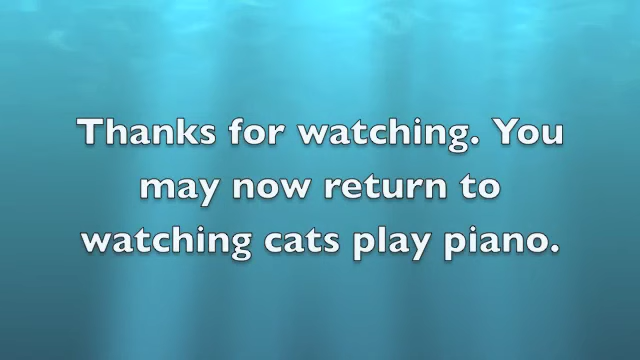 Thanks for watching. You
may now return to
watching cats play piano.